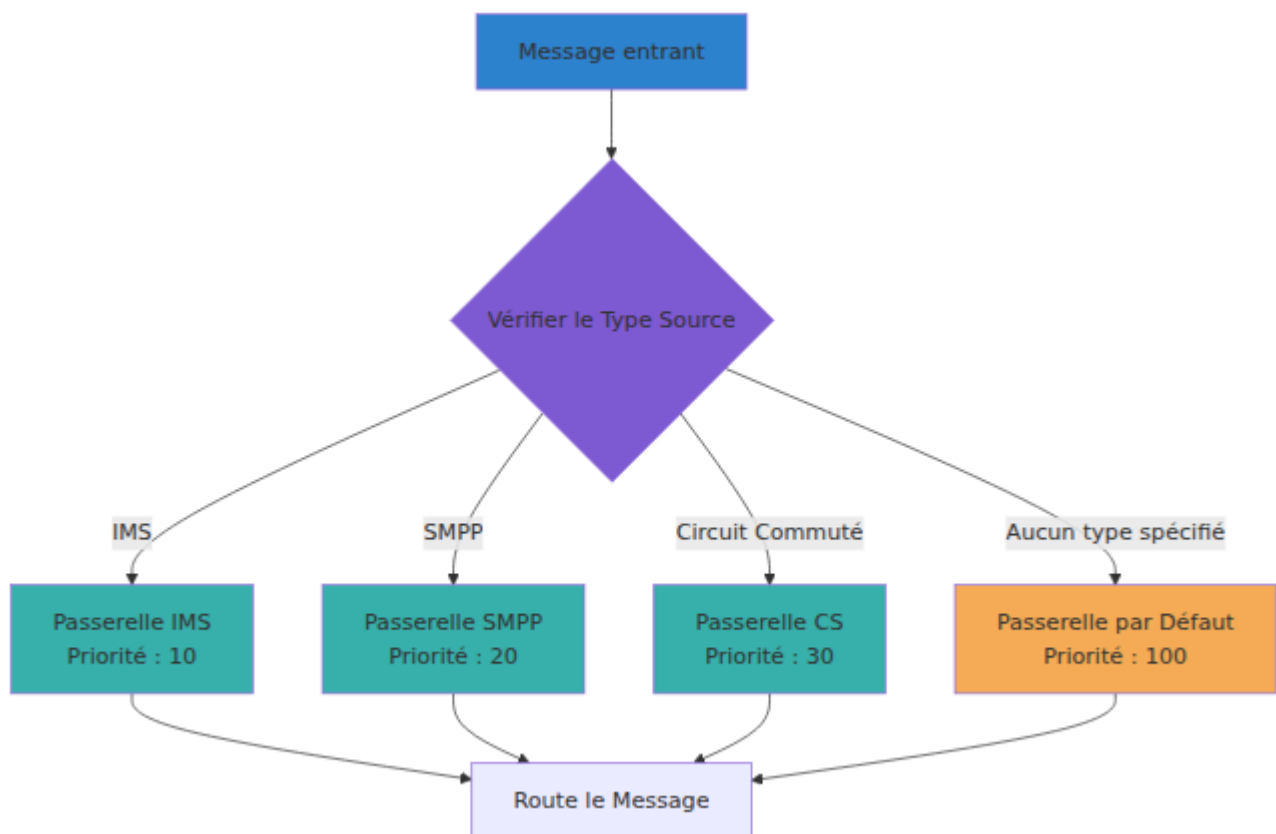 Message entrant
Vérifier le Type Source
IMS
SMPP
Circuit Commuté
Aucun type spécifié
Passerelle IMS
Priorité : 10
Passerelle SMPP
Priorité : 20
Passerelle CS
Priorité : 30
Passerelle par Défaut
Priorité : 100
Route le Message